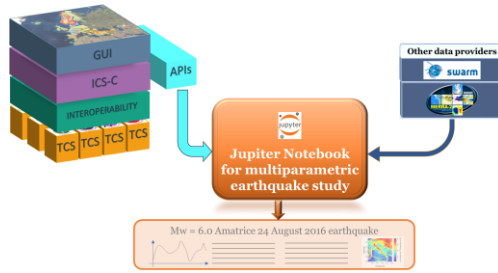 GUI
ICS-C
INTEROPERABILITY
TCS TCS TCS TCS
APIs
Other data providers
swarm
jupyter
Jupiter Notebook
for multiparametric
earthquake study
Mw = 6.0 Amatrice 24 August 2016 earthquake